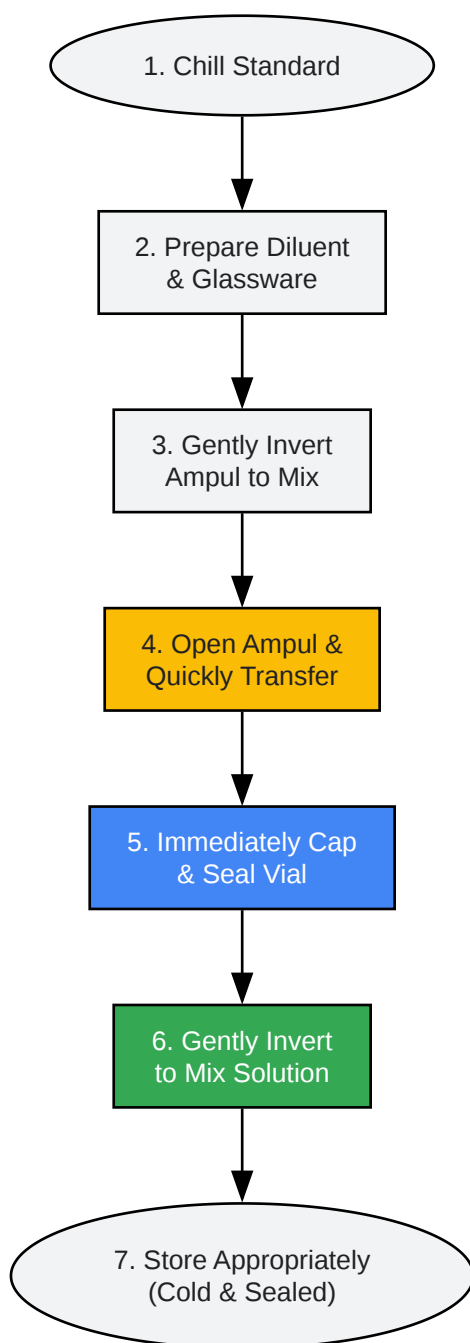 1. Chill Standard
2. Prepare Diluent
& Glassware
3. Gently Invert
Ampul to Mix
4. Open Ampul &
Quickly Transfer
5. Immediately Cap
& Seal Vial
6. Gently Invert
to Mix Solution
7. Store Appropriately
(Cold & Sealed)